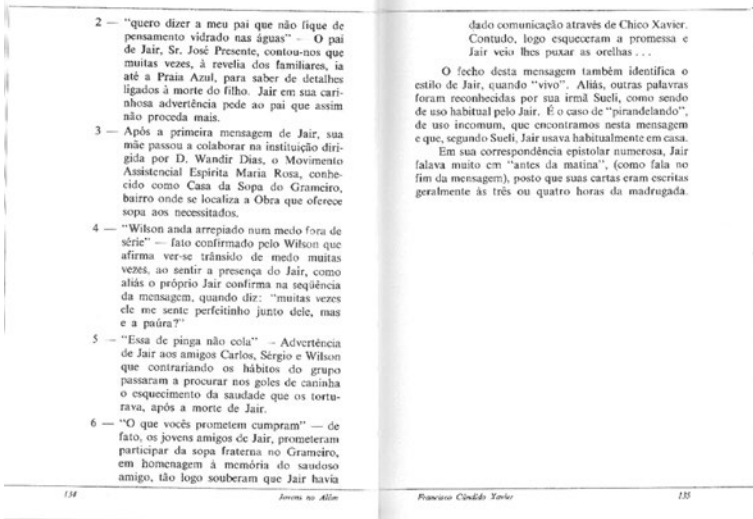 2 — "quero dizer a meu pai que não fique de
pensamento vidrado nas águas" — O pai
de Jair, Sr. José Presente, contou-nos que
muitas vezes, à revelia dos familiares, ia
até a Praia Azul, para saber de detalhes
ligados à morte do filho. Jair em sua cari-
nhosa advertência pede ao pai que assim
não proceda mais.
3 — Após a primeira mensagem de Jair, sua
mãe passou a colaborar na instituição diri-
gida por D. Wandir Dias, o Movimento
Assistencial Espírita Maria Rosa, conhe-
cido como Casa da Sopa do Grameiro,
bairro onde se localiza a Obra que oferece
sopa aos necessitados.
4 — "Wilson anda arrepiado num medo fora de
série" — fato confirmado pelo Wilson que
afirma ver-se trânsido de medo muitas
vezes, ao sentir a presença do Jair, como
aliás o próprio Jair confirma na seqüência
da mensagem, quando diz: "muitas vezes
ele me sente perfeitinho junto dele, mas
e a paúra?"
5 — "Essa de pinga não cola" — Advertência
de Jair aos amigos Carlos, Sérgio e Wilson
que contrariando os hábitos do grupo
passaram a procurar nos goles de caninha
o esquecimento da saudade que os tortu-
rava, após a morte de Jair.
6 — "O que vocês prometem cumpram" — de
fato, os jovens amigos de Jair, prometeram
participar da sopa fraterna no Grameiro,
em homenagem à memória do saudoso
amigo, tão logo souberam que Jair havia
134
Jovens no Além
dado comunicação através de Chico Xavier.
Contudo, logo esqueceram a promessa e
Jair veio lhes puxar as orelhas . . .
O fecho desta mensagem também identifica o
estilo de Jair, quando "vivo". Aliás, outras palavras
foram reconhecidas por sua irmã Sueli, como sendo
de uso habitual pelo Jair. É o caso de "pirandelando",
de uso incomum, que encontramos nesta mensagem
e que, segundo Sueli, Jair usava habitualmente em casa.
Em sua correspondência epistolar numerosa, Jair
falava muito em "antes da matina", (como fala no
fim da mensagem), posto que suas cartas eram escritas
geralmente às três ou quatro horas da madrugada.
Francisco Cândido Xavier
135